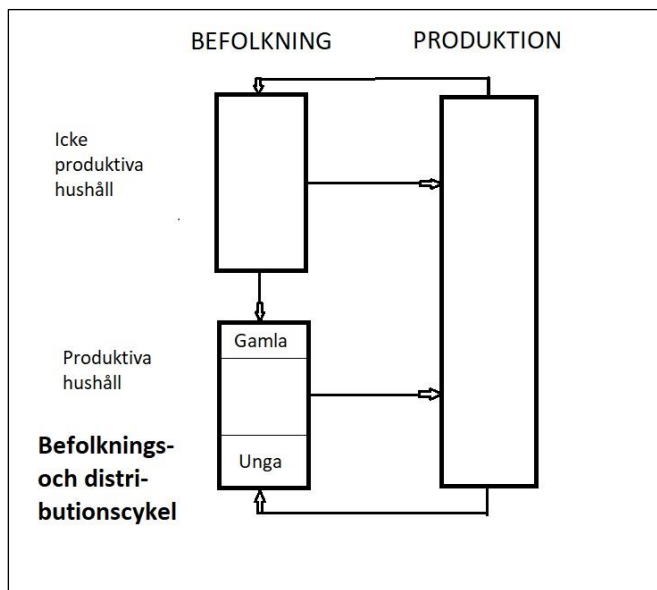 BEFOLKNING
PRODUKTION
Icke
produktiva
hushåll
Gamla
Produktiva
hushåll
Befolknings-
och distri-
butionscykel
Unga